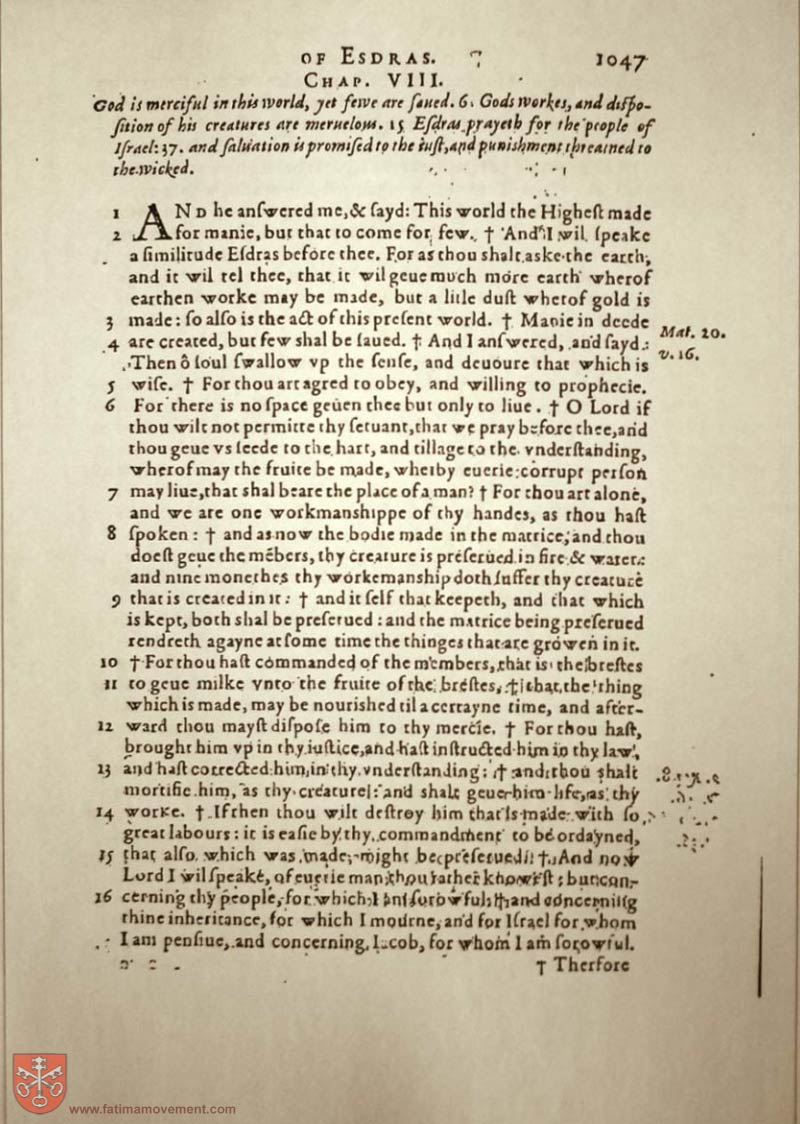 OF ESDRAS. 1047
CHAP. VIII.
God is merciful in this world, yet fewe are ſaued. 6. Gods workes, and diſpo-
ſition of his creatures are meruelous. 15 Eſdras prayeth for the people of
Iſrael: 37. and ſaluation is promiſed to the iuſt, and punishment threatned to
the wicked.
1 AND he anſwered me, & ſayd: This world the Higheſt made
2 for manie, but that to come for few. † And I wil ſpeake
a ſimilitude Eſdras before thee. For as thou shalt aske the earth,
and it wil tel thee, that it wil geue much more earth wherof
earthen worke may be made, but a litle duſt wherof gold is
3 made: ſo alſo is the act of this preſent world. † Manie in deede
Mat. 20.
4 are created, but few shal be ſaued. † And I anſwered, and ſayd:
v. 16.
Then ô ſoul ſwallow vp the ſenſe, and deuoure that which is
5 wiſe. † For thou art agred to obey, and willing to prophecie.
6 For there is no ſpace geuen thee but only to liue. † O Lord if
thou wilt not permitte thy ſeruant, that we pray before thee, and
thou geue vs ſeede to the hart, and tillage to the vnderſtanding,
wherof may the fruite be made, wherby euerie corrupt perſon
7 may liue, that shal beare the place of a man? † For thou art alone,
and we are one workmanshippe of thy handes, as thou haſt
8 ſpoken: † and as now the bodie made in the matrice, and thou
doeſt geue the mēbers, thy creature is preſerued in fire & water:
and nine monethes thy workemanship doth ſuffer thy creature
9 that is created in it: † and it ſelf that keepeth, and that which
is kept, both shal be preſerued: and the matrice being preſerued
rendreth agayne at ſome time the thinges that are growen in it.
10 † For thou haſt commanded of the members, that is the breſtes
11 to geue milke vnto the fruite of the breſtes, † that the thing
which is made, may be nourished til a certayne time, and after-
ward thou mayſt diſpoſe him to thy mercie.
12 † For thou haſt,
brought him vp in thy iuſtice, and haſt inſtructed him in thy law,
13 and haſt corrected him in thy vnderſtanding: † and thou shalt
mortifie him, as thy creature: and shalt geue him life, as thy
14 worke. † If then thou wilt deſtroy him that is made with ſo
great labours: it is eaſie by thy commandment to be ordayned,
15 that alſo which was made, might be preſerued. † And now
Lord I wil ſpeake, of euerie man thou rather knoweſt: but con-
16 cerning thy people, for which I am ſorowful: † and concerning
thine inheritance, for which I mourne, and for Iſrael for whom
I am penſiue, and concerning Iacob, for whom I am ſorowful.
† Therfore
www.fatimamovement.com